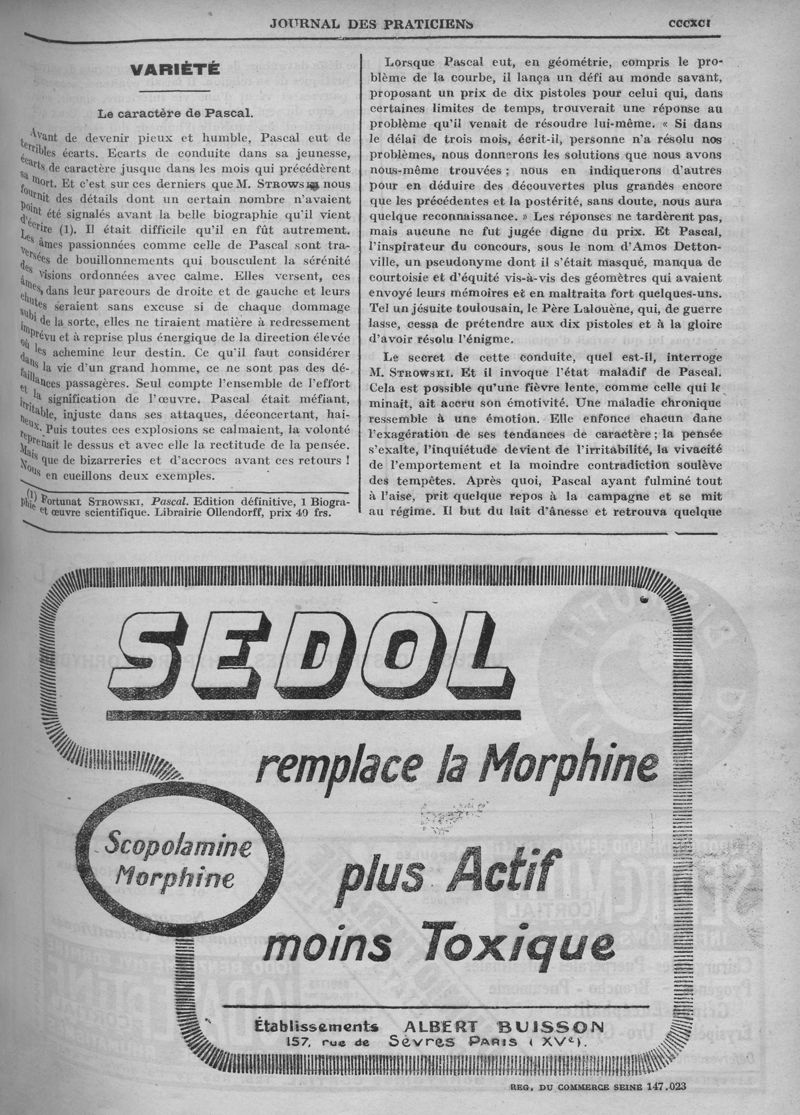 JOURNAL DES PRATICIENS
CCCXCI
VARIÉTÉ
Le caractère de Pascal.
Avant de devenir pieux et humble, Pascal eut de
terribles écarts. Ecarts de conduite dans sa jeunesse,
écarts de caractère jusque dans les mois qui précédèrent
sa mort. Et c'est sur ces derniers que M. STROWSKI nous
fournit des détails dont un certain nombre n'avaient
point été signalés avant la belle biographie qu'il vient
d'écrire (1). Il était difficile qu'il en fût autrement.
Les âmes passionnées comme celle de Pascal sont tra-
versées de bouillonnements qui bousculent la sérénité
des visions ordonnées avec calme. Elles versent, ces
âmes, dans leur parcours de droite et de gauche et leurs
chutes seraient sans excuse si de chaque dommage
subi de la sorte, elles ne tiraient matière à redressement
imprévu et à reprise plus énergique de la direction élevée
où les achemine leur destin. Ce qu'il faut considérer
dans la vie d'un grand homme, ce ne sont pas des dé-
faillances passagères. Seul compte l'ensemble de l'effort
et la signification de l'œuvre. Pascal était méfiant,
irritable, injuste dans ses attaques, déconcertant, hai-
neux. Puis toutes ces explosions se calmaient, la volonté
reprenait le dessus et avec elle la rectitude de la pensée.
Mais que de bizarreries et d'accrocs avant ces retours !
Nous en cueillons deux exemples.
(1) Fortunat STROWSKI, Pascal. Edition définitive, 1 Biogra-
phie et œuvre scientifique. Librairie Ollendorff, prix 40 frs.
Lorsque Pascal eut, en géométrie, compris le pro-
blème de la courbe, il lança un défi au monde savant,
proposant un prix de dix pistoles pour celui qui, dans
certaines limites de temps, trouverait une réponse au
problème qu'il venait de résoudre lui-même. « Si dans
le délai de trois mois, écrit-il, personne n'a résolu nos
problèmes, nous donnerons les solutions que nous avons
nous-même trouvées ; nous en indiquerons d'autres
pour en déduire des découvertes plus grandes encore
que les précédentes et la postérité, sans doute, nous aura
quelque reconnaissance. » Les réponses ne tardèrent pas,
mais aucune ne fut jugée digne du prix. Et Pascal,
l'inspirateur du concours, sous le nom d'Amos Detton-
ville, un pseudonyme dont il s'était masqué, manqua de
courtoisie et d'équité vis-à-vis des géomètres qui avaient
envoyé leurs mémoires et en maltraita fort quelques-uns.
Tel un jésuite toulousain, le Père Lalouène, qui, de guerre
lasse, cessa de prétendre aux dix pistoles et à la gloire
d'avoir résolu l'énigme.
Le secret de cette conduite, quel est-il, interroge
M. STROWSKI. Et il invoque l'état maladif de Pascal.
Cela est possible qu'une fièvre lente, comme celle qui le
minait, ait accru son émotivité. Une maladie chronique
ressemble à une émotion. Elle enfonce chacun dans
l'exagération de ses tendances de caractère ; la pensée
s'exalte, l'inquiétude devient de l'irritabilité, la vivacité
de l'emportement et la moindre contradiction soulève
des tempêtes. Après quoi, Pascal ayant fulminé tout
à l'aise, prit quelque repos à la campagne et se mit
au régime. Il but du lait d'ânesse et retrouva quelque
SEDOL
remplace la Morphine
Scopolamine
Morphine
plus Actif
moins Toxique
Établissements ALBERT BUISSON
157, rue de Sèvres PARIS (XVe).
REG. DU COMMERCE SEINE 147.023